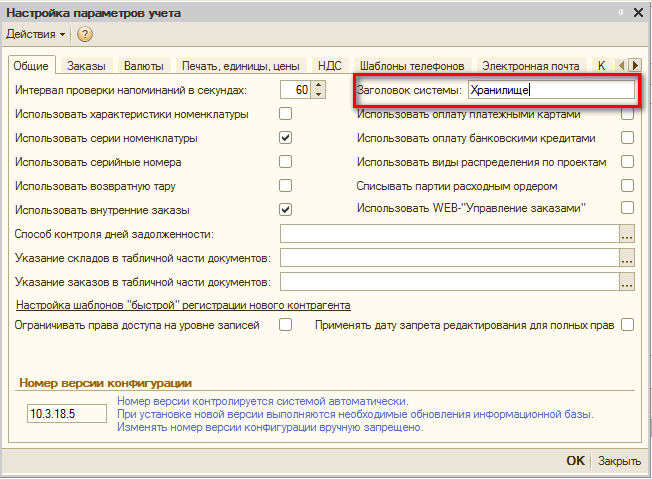 Настройка параметров учета
Действия ?
Общие Заказы Валюты Печать, единицы, цены НДС Шаблоны телефонов Электронная почта К
Интервал проверки напоминаний в секундах: 60 Заголовок системы: Хранилище
Использовать характеристики номенклатуры Использовать оплату платежными картами
Использовать серии номенклатуры Использовать оплату банковскими кредитами
Использовать серийные номера Использовать виды распределения по проектам
Использовать возвратную тару Списывать партии расходным ордером
Использовать внутренние заказы Использовать WEB-"Управление заказами"
Способ контроля дней задолженности: ...
Указание складов в табличной части документов: ...
Указание заказов в табличной части документов: ...
Настройка шаблонов "быстрой" регистрации нового контрагента
Ограничивать права доступа на уровне записей Применять дату запрета редактирования для полных прав
Номер версии конфигурации
10.3.18.5
Номер версии контролируется системой автоматически.
При установке новой версии выполняются необходимые обновления информационной базы.
Изменять номер версии конфигурации вручную запрещено.
OK Закрыть